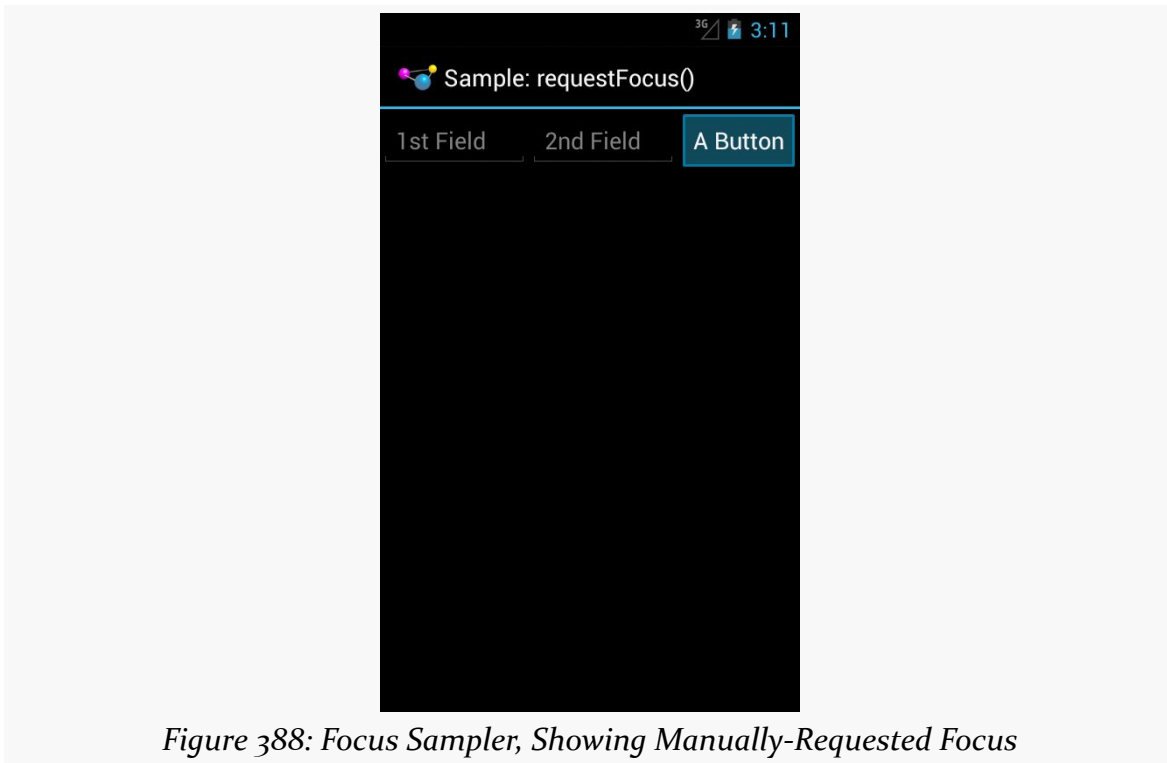 3G 3:11
Sample: requestFocus()
1st Field 2nd Field A Button
Figure 388: Focus Sampler, Showing Manually-Requested Focus